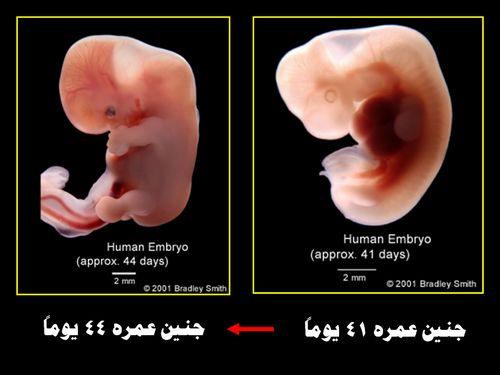 Human Embryo
(approx. 44 days)
2 mm
© 2001 Bradley Smith
Human Embryo
(approx. 41 days)
2 mm
© 2001 Bradley Smith
جنين عمره ٤١ يوماً
جنين عمره ٤٤ يوماً